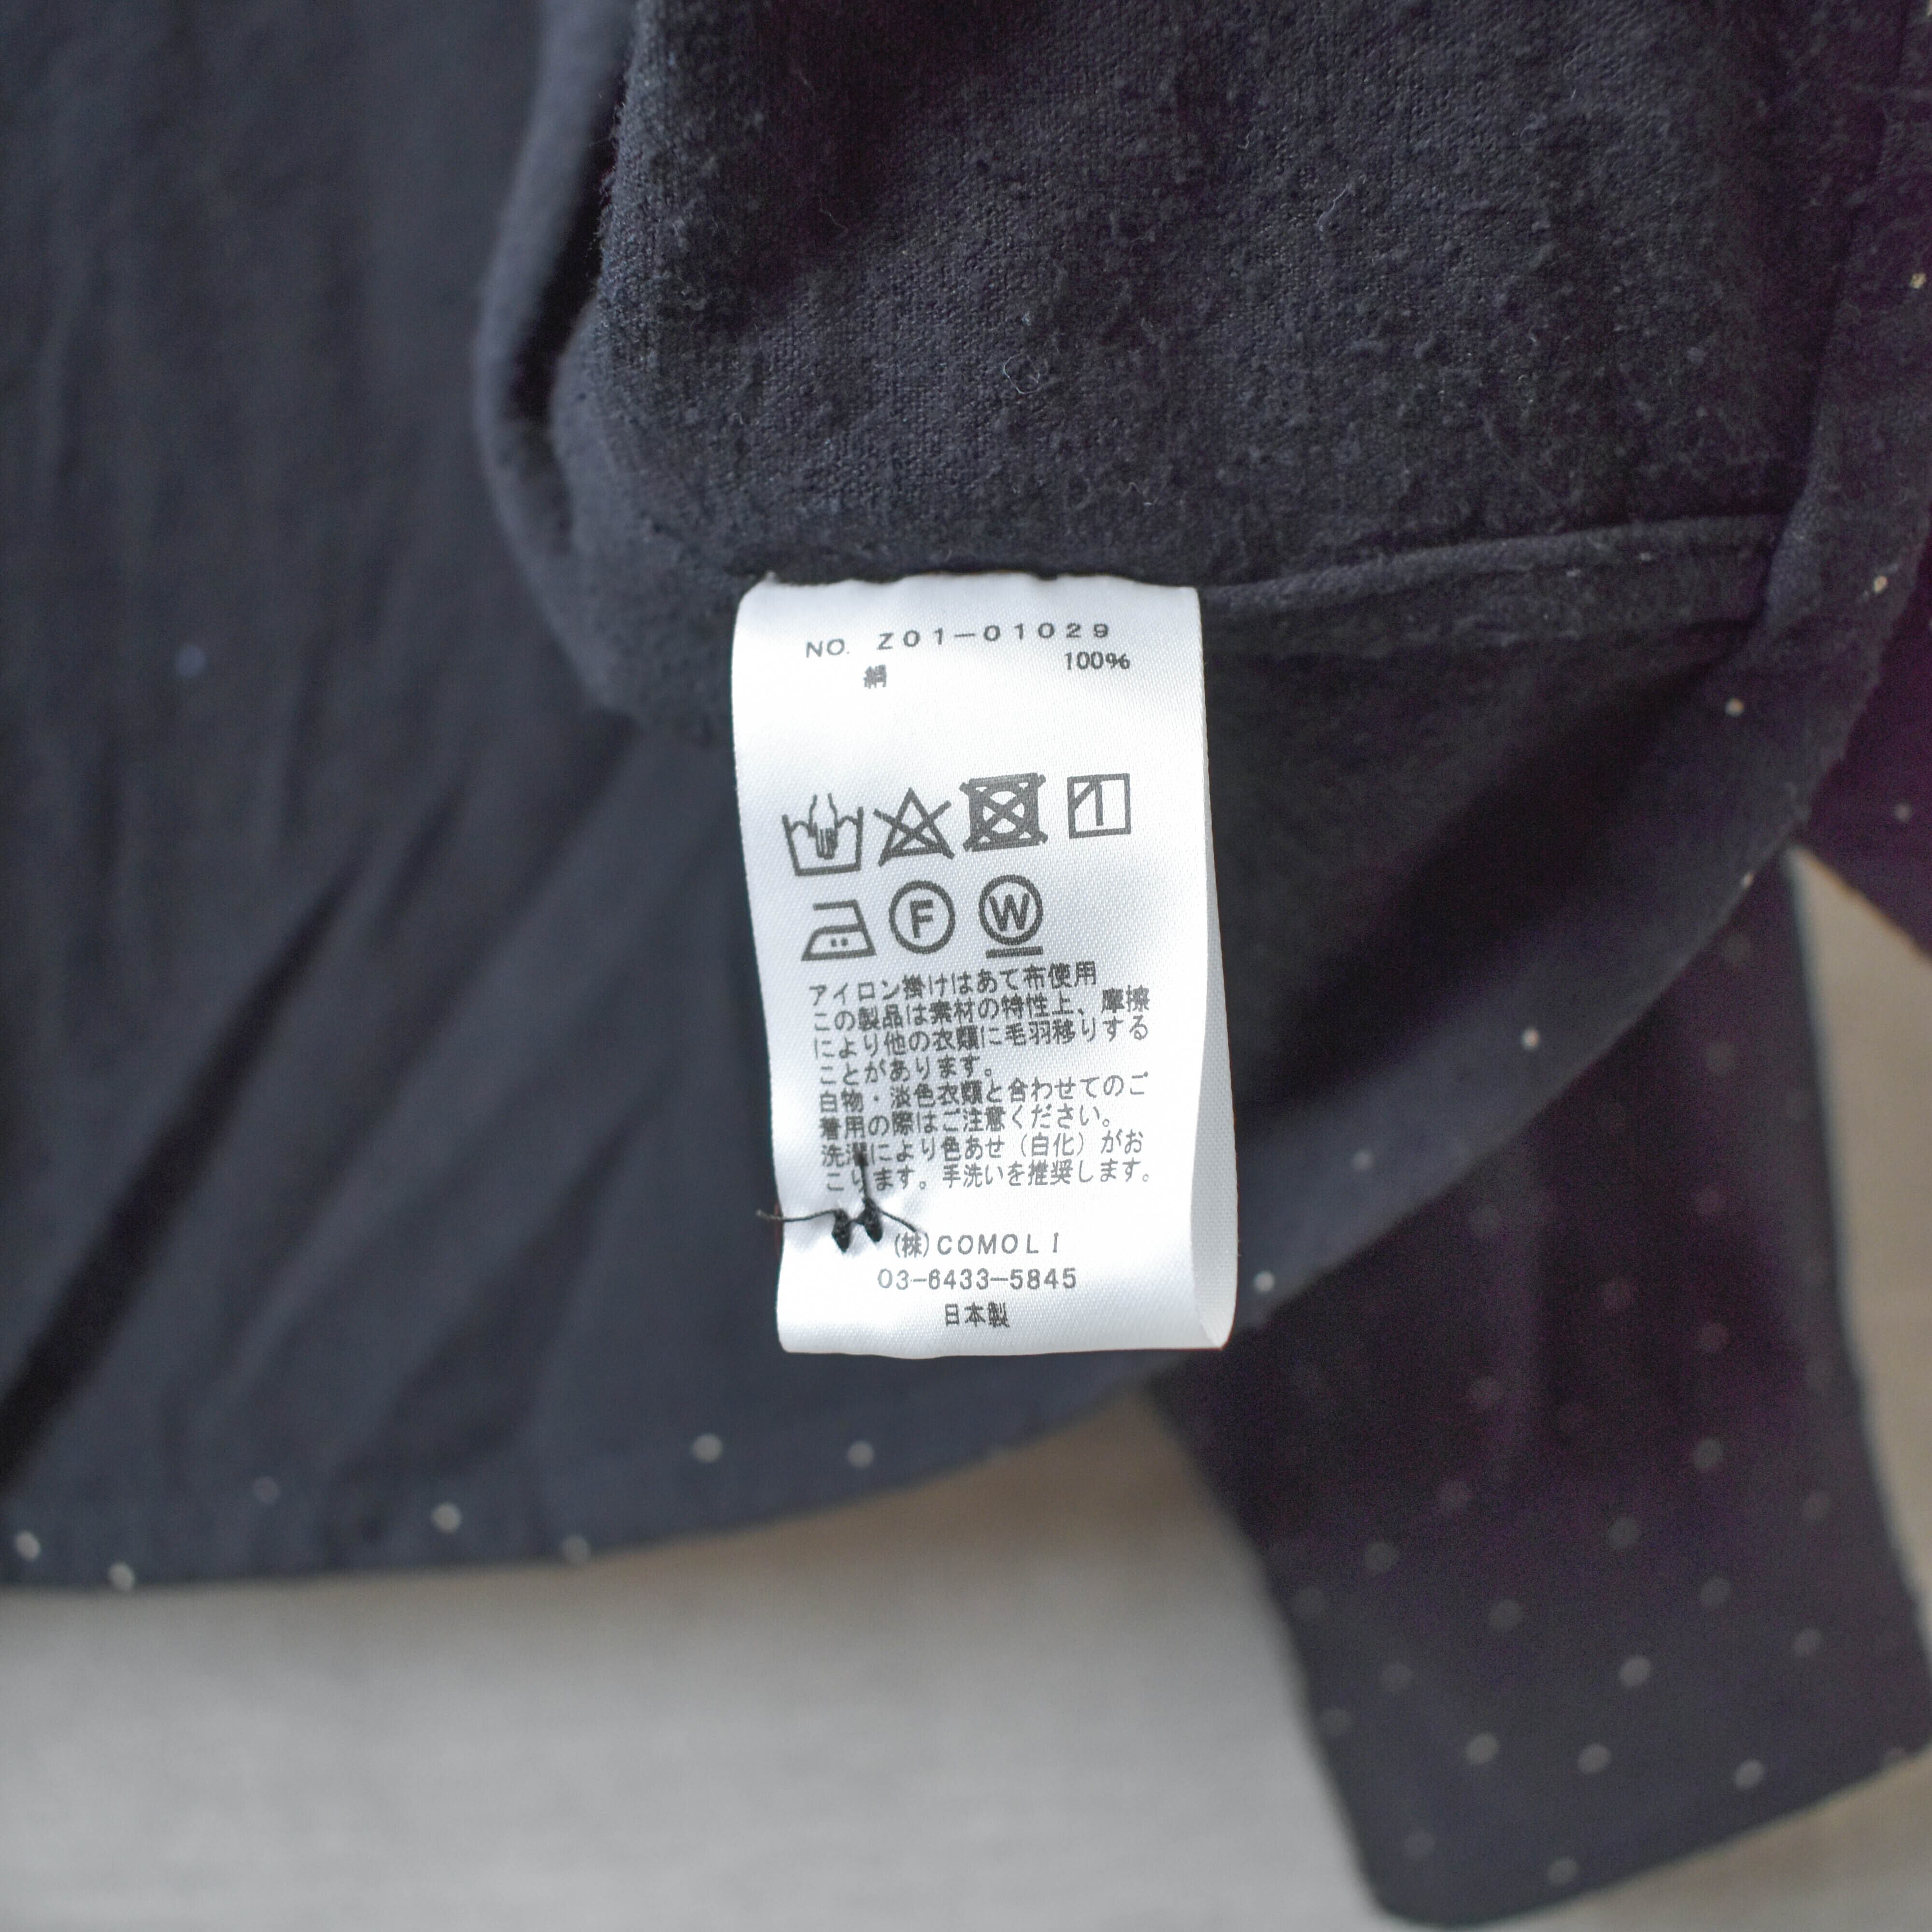 NO. Z01-01029
絹 100%
F W
アイロン掛けはあて布使用
この製品は素材の特性上、摩擦
により他の衣類に毛羽移りする
ことがあります。
白物・淡色衣類と合わせてのご
着用の際はご注意ください。
洗濯により色あせ（白化）がお
こります。手洗いを推奨します。
(株)COMOLI
03-6433-5845
日本製